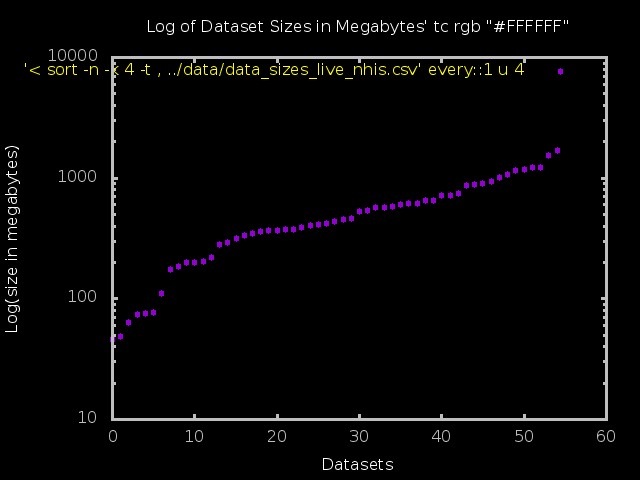 Log of Dataset Sizes in Megabytes' tc rgb "#FFFFFF"
10000
'< sort -n -k 4 -t , ../data/data_sizes_live_nhis.csv' every::1 u 4
1000
100
10
Log(size in megabytes)
0 10 20 30 40 50 60
Datasets